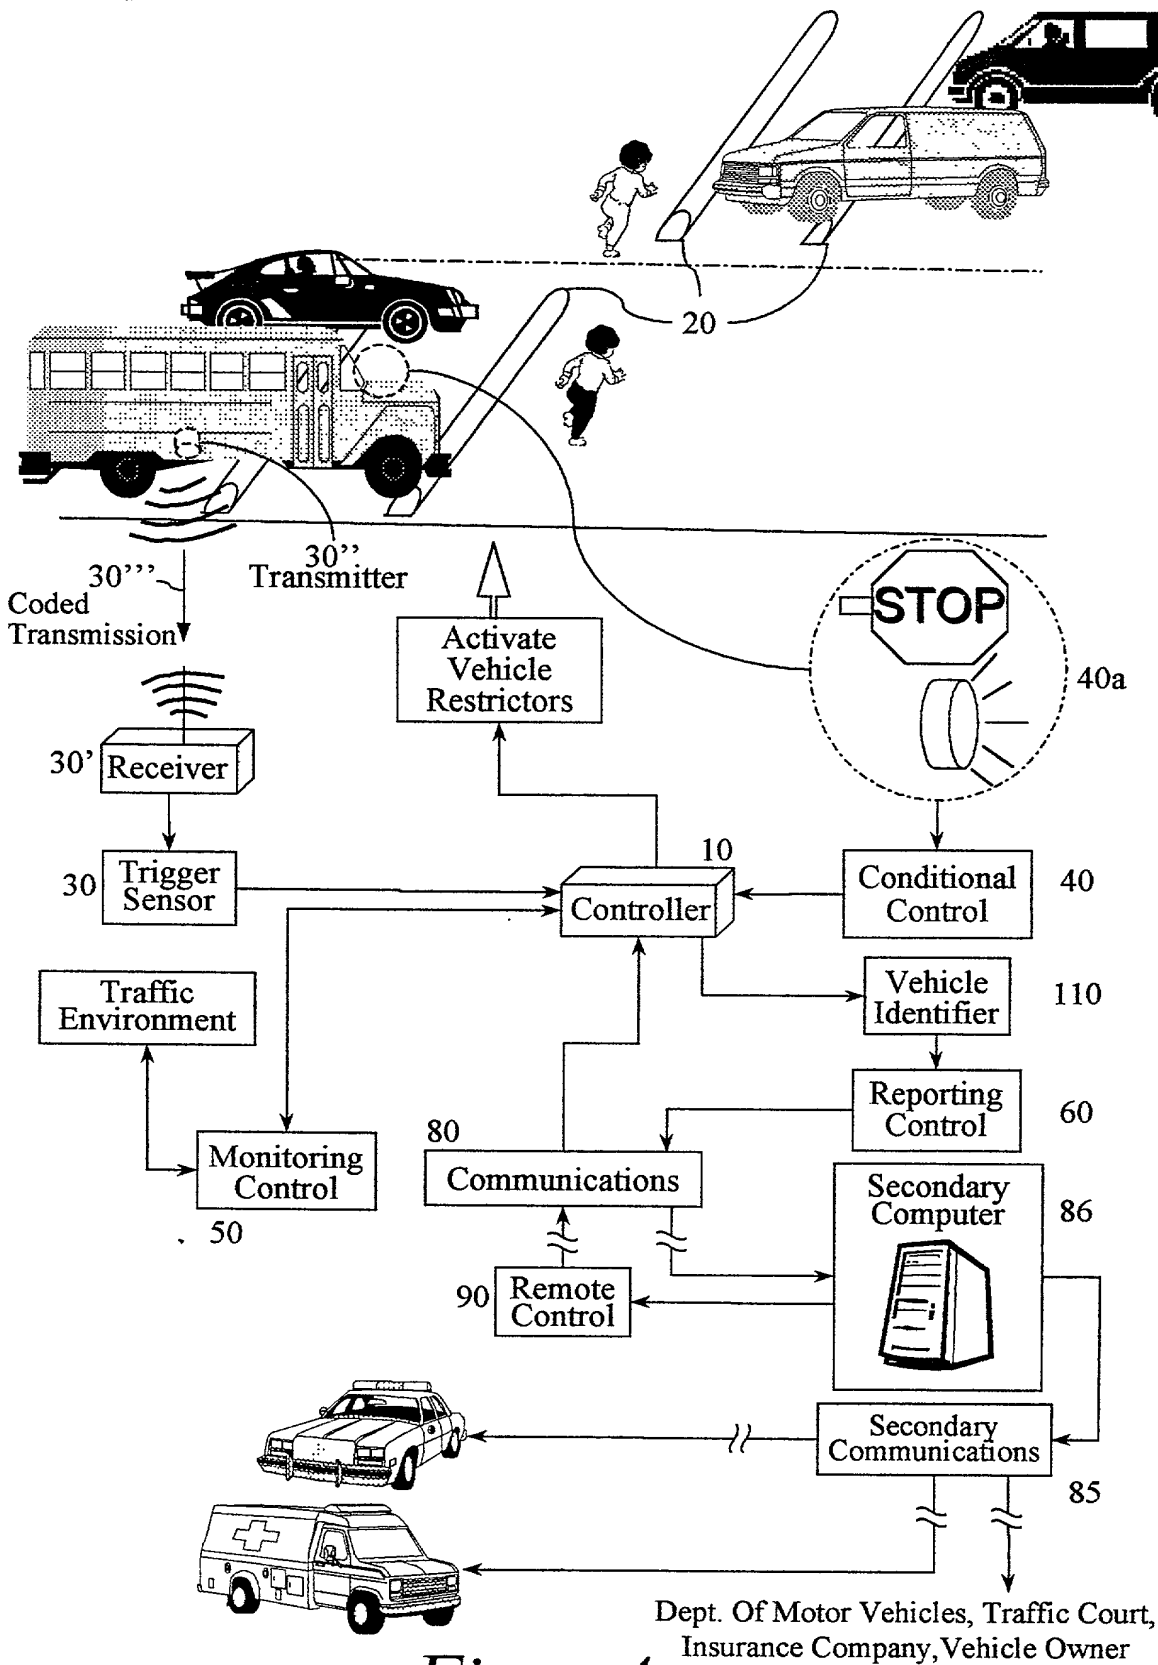 20
30''
Transmitter
30'''
Coded
Transmission
STOP
40a
Activate
Vehicle
Restrictors
30'
Receiver
10
30
Trigger
Sensor
Controller
Conditional
Control
40
Traffic
Environment
Vehicle
Identifier
110
Reporting
Control
60
80
Monitoring
Control
50
Communications
Secondary
Computer
86
90
Remote
Control
Secondary
Communications
85
Dept. Of Motor Vehicles, Traffic Court,
Insurance Company,Vehicle Owner